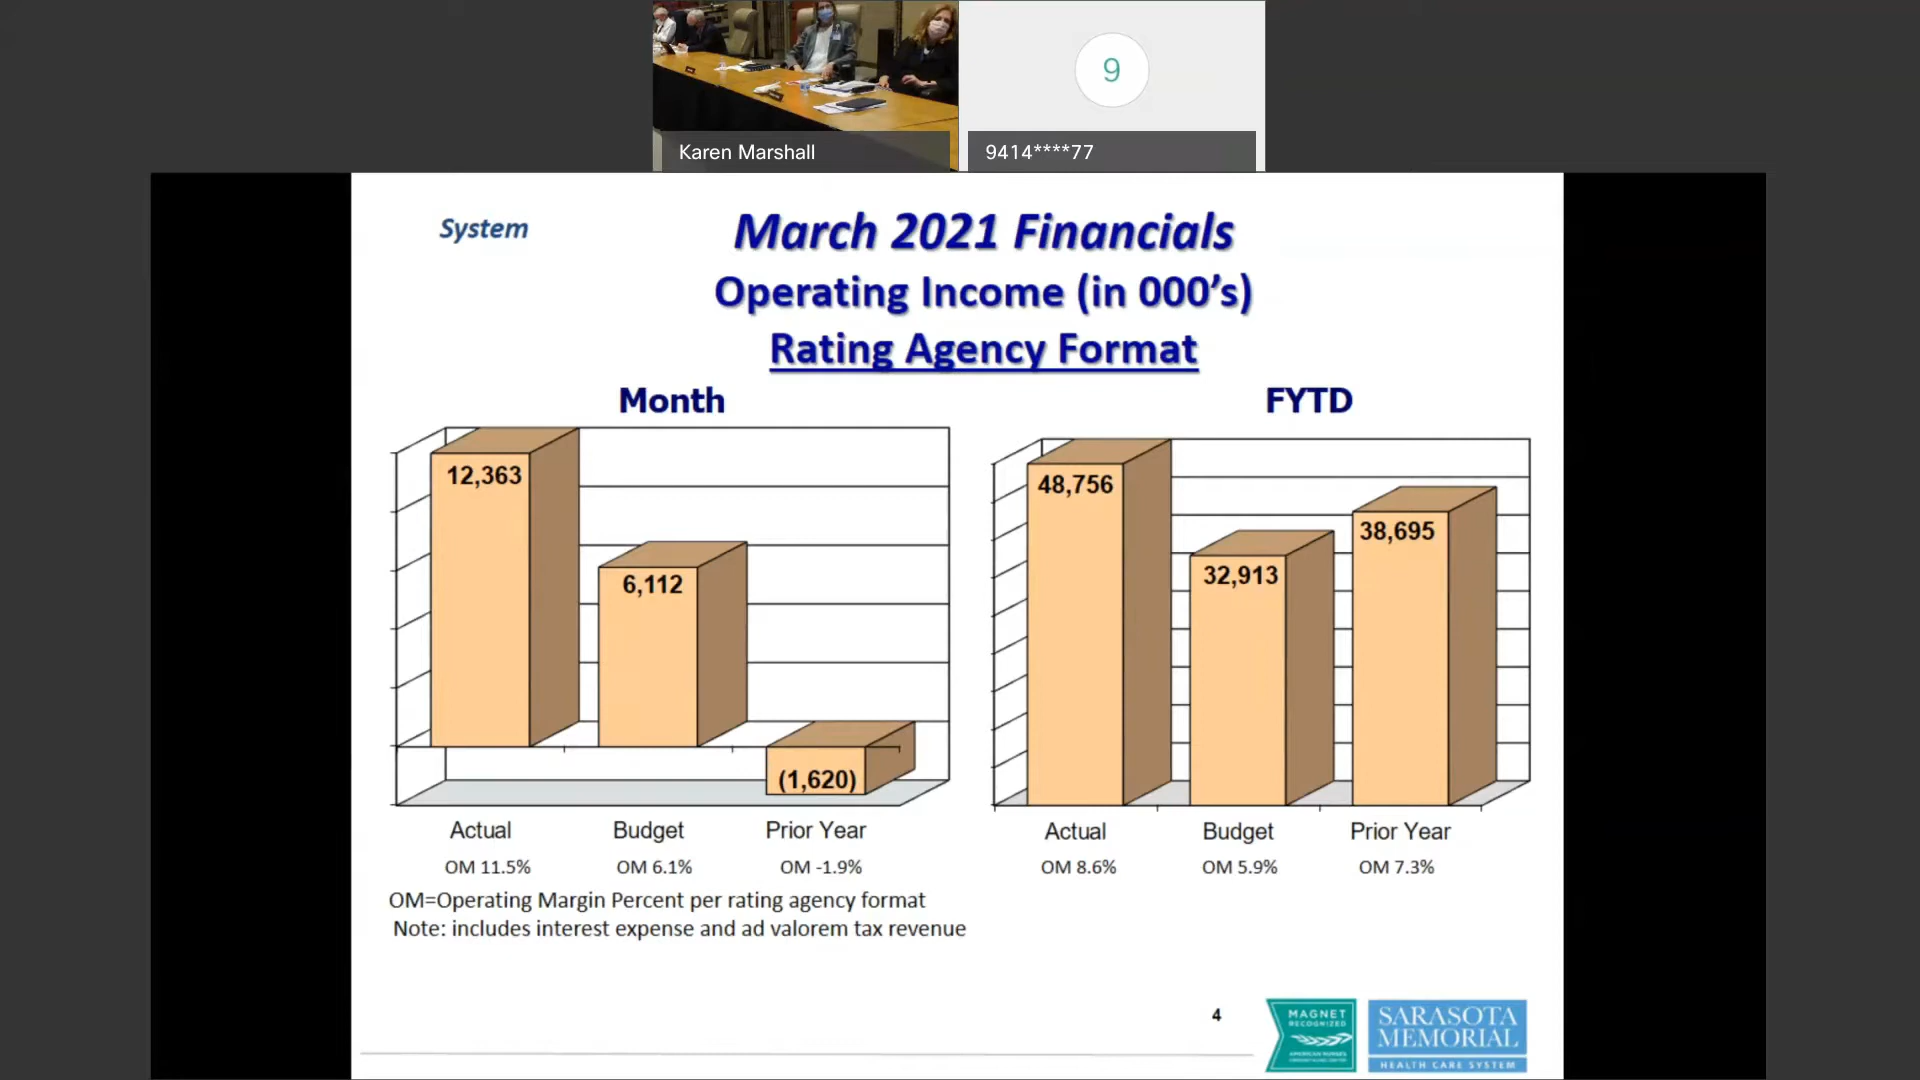 9
Karen Marshall
9414****77
System
March 2021 Financials
Operating Income (in 000’s)
Rating Agency Format
Month
12,363
6,112
(1,620)
Actual Budget Prior Year
OM 11.5% OM 6.1% OM -1.9%
FYTD
48,756
32,913
38,695
Actual Budget Prior Year
OM 8.6% OM 5.9% OM 7.3%
OM=Operating Margin Percent per rating agency format
Note: includes interest expense and ad valorem tax revenue
4
MAGNET
RECOGNIZED
AMERICAN NURSES
SARASOTA
MEMORIAL
HEALTH CARE SYSTEM